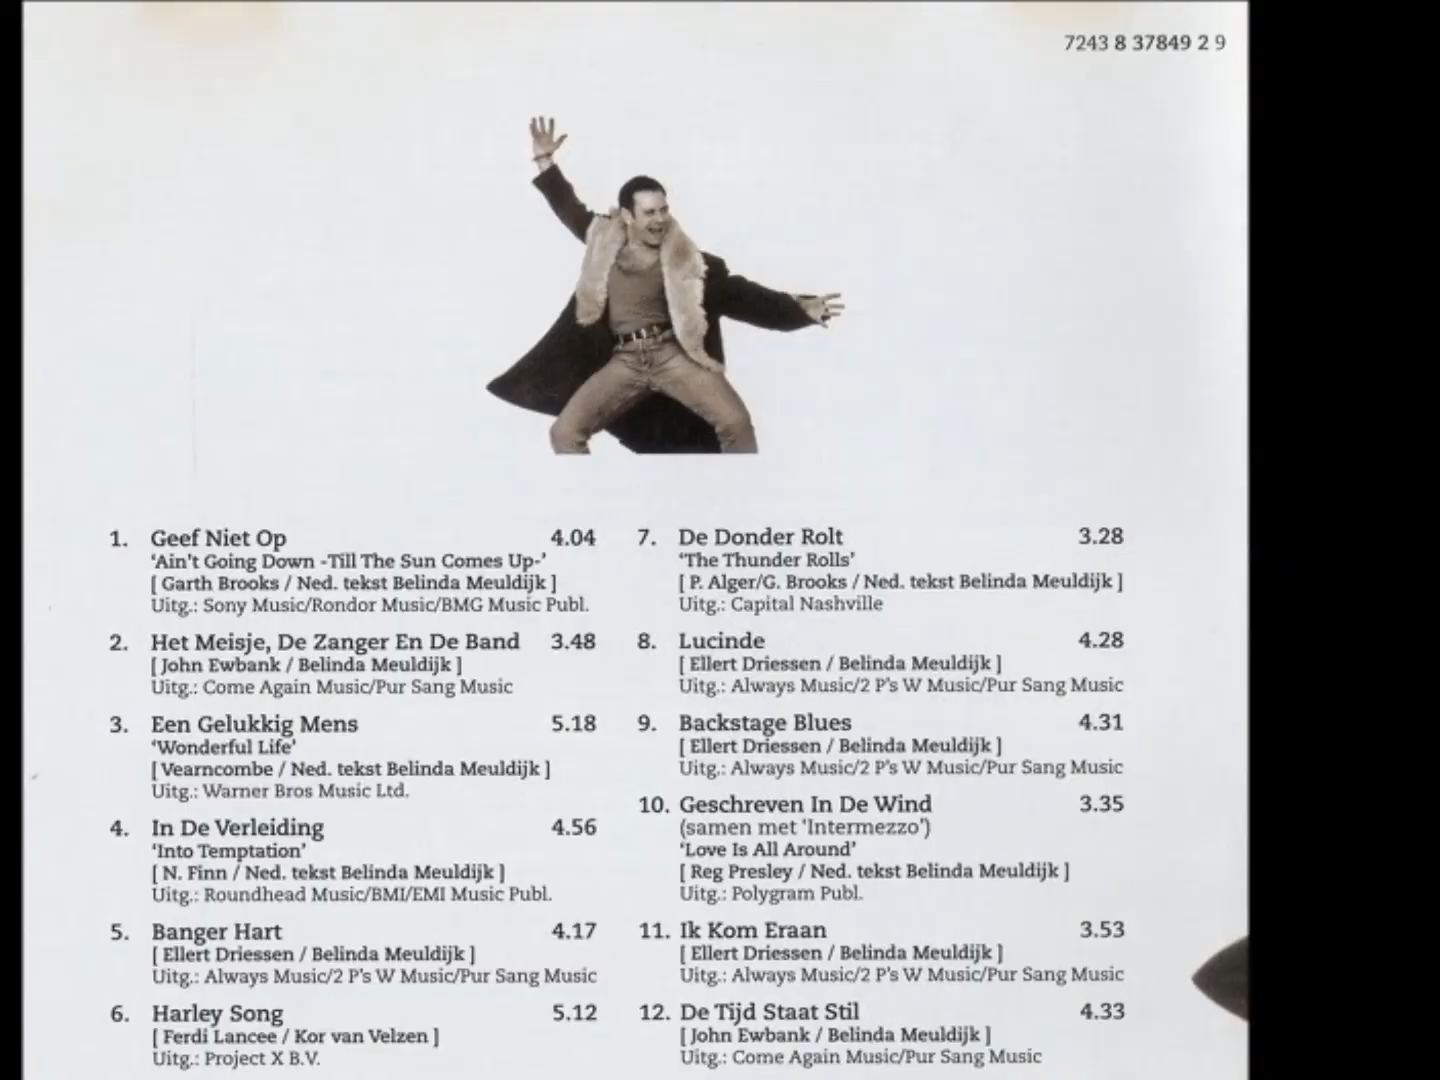 7243 8 37849 2 9
1. Geef Niet Op 4.04
‘Ain't Going Down -Till The Sun Comes Up-’
[ Garth Brooks / Ned. tekst Belinda Meuldijk ]
Uitg.: Sony Music/Rondor Music/BMG Music Publ.
2. Het Meisje, De Zanger En De Band 3.48
[ John Ewbank / Belinda Meuldijk ]
Uitg.: Come Again Music/Pur Sang Music
3. Een Gelukkig Mens 5.18
‘Wonderful Life’
[ Vearncombe / Ned. tekst Belinda Meuldijk ]
Uitg.: Warner Bros Music Ltd.
4. In De Verleiding 4.56
‘Into Temptation’
[ N. Finn / Ned. tekst Belinda Meuldijk ]
Uitg.: Roundhead Music/BMI/EMI Music Publ.
5. Banger Hart 4.17
[ Ellert Driessen / Belinda Meuldijk ]
Uitg.: Always Music/2 P's W Music/Pur Sang Music
6. Harley Song 5.12
[ Ferdi Lancee / Kor van Velzen ]
Uitg.: Project X B.V.
7. De Donder Rolt 3.28
‘The Thunder Rolls’
[ P. Alger/G. Brooks / Ned. tekst Belinda Meuldijk ]
Uitg.: Capital Nashville
8. Lucinde 4.28
[ Ellert Driessen / Belinda Meuldijk ]
Uitg.: Always Music/2 P's W Music/Pur Sang Music
9. Backstage Blues 4.31
[ Ellert Driessen / Belinda Meuldijk ]
Uitg.: Always Music/2 P's W Music/Pur Sang Music
10. Geschreven In De Wind 3.35
(samen met ‘Intermezzo’)
‘Love Is All Around’
[ Reg Presley / Ned. tekst Belinda Meuldijk ]
Uitg.: Polygram Publ.
11. Ik Kom Eraan 3.53
[ Ellert Driessen / Belinda Meuldijk ]
Uitg.: Always Music/2 P's W Music/Pur Sang Music
12. De Tijd Staat Stil 4.33
[ John Ewbank / Belinda Meuldijk ]
Uitg.: Come Again Music/Pur Sang Music